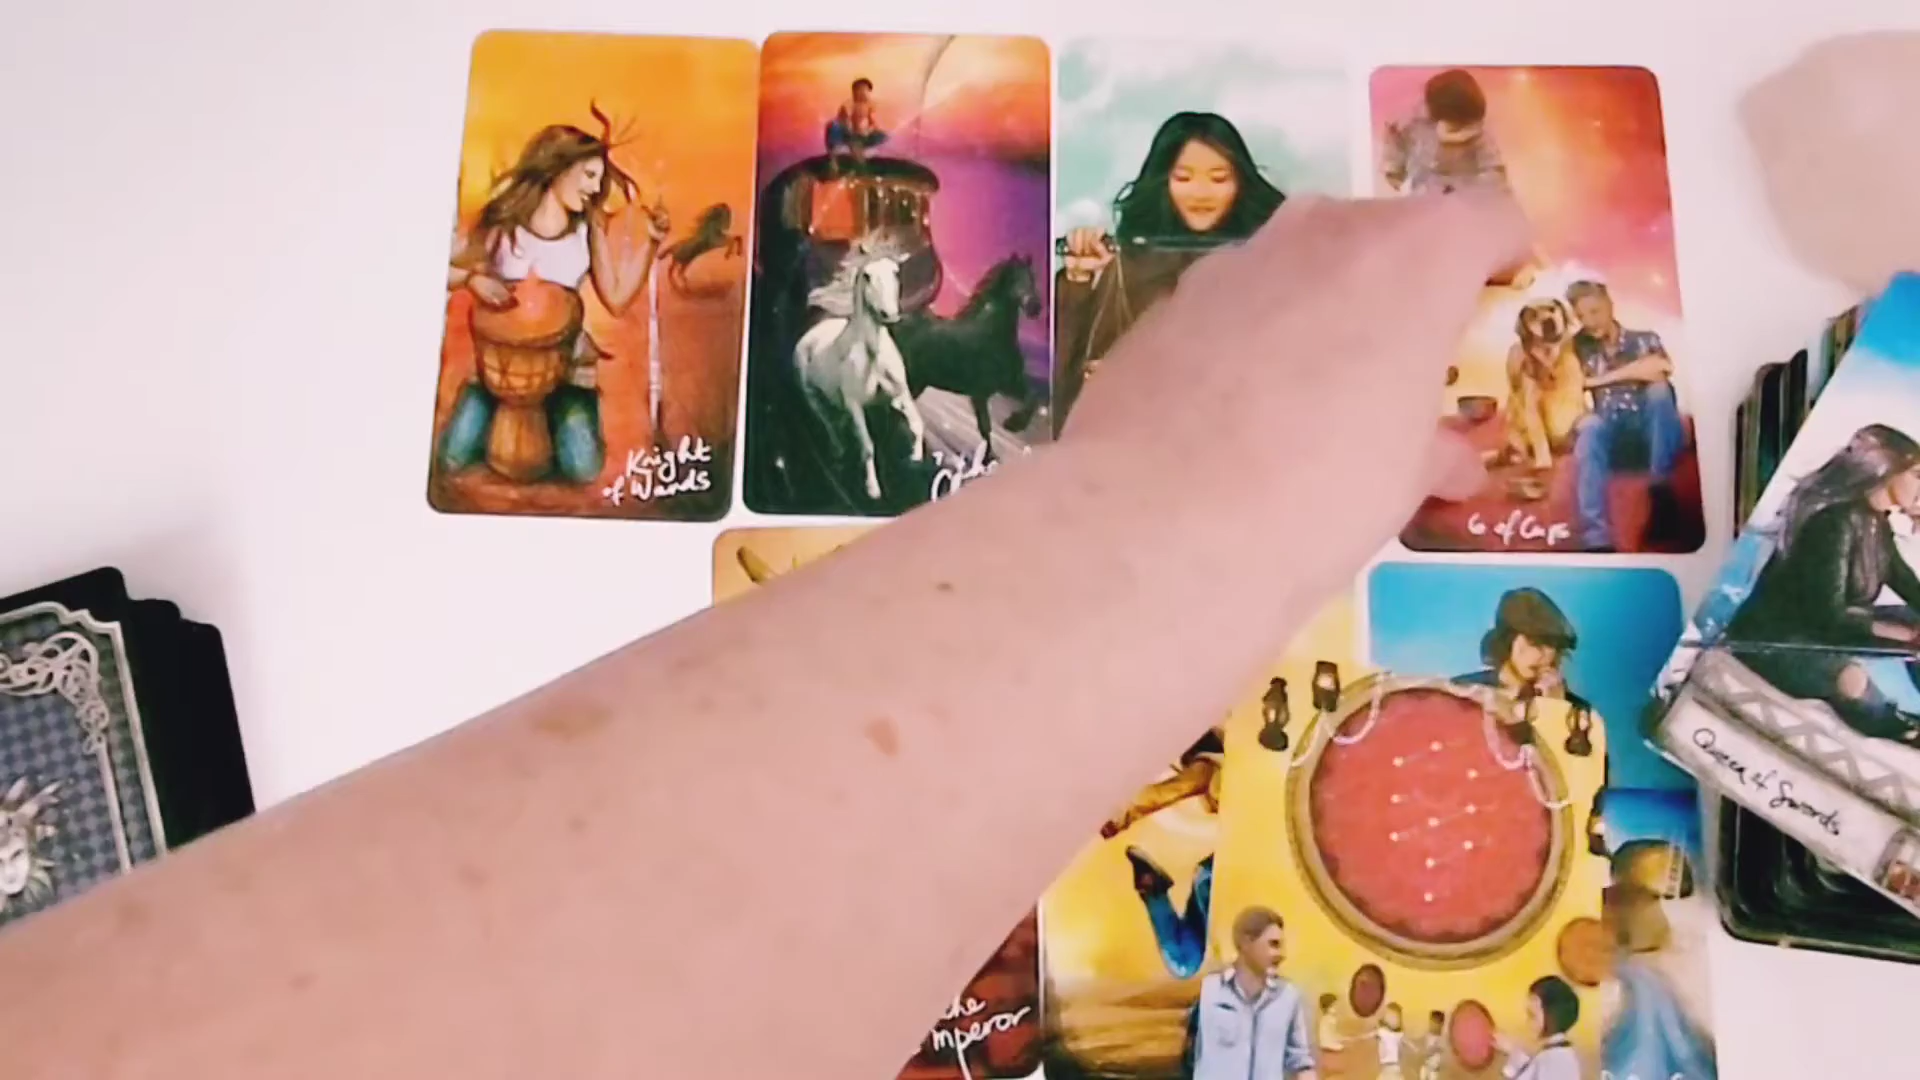 Knight
of Wands
6 of Cups
Queen of Swords
the
Emperor